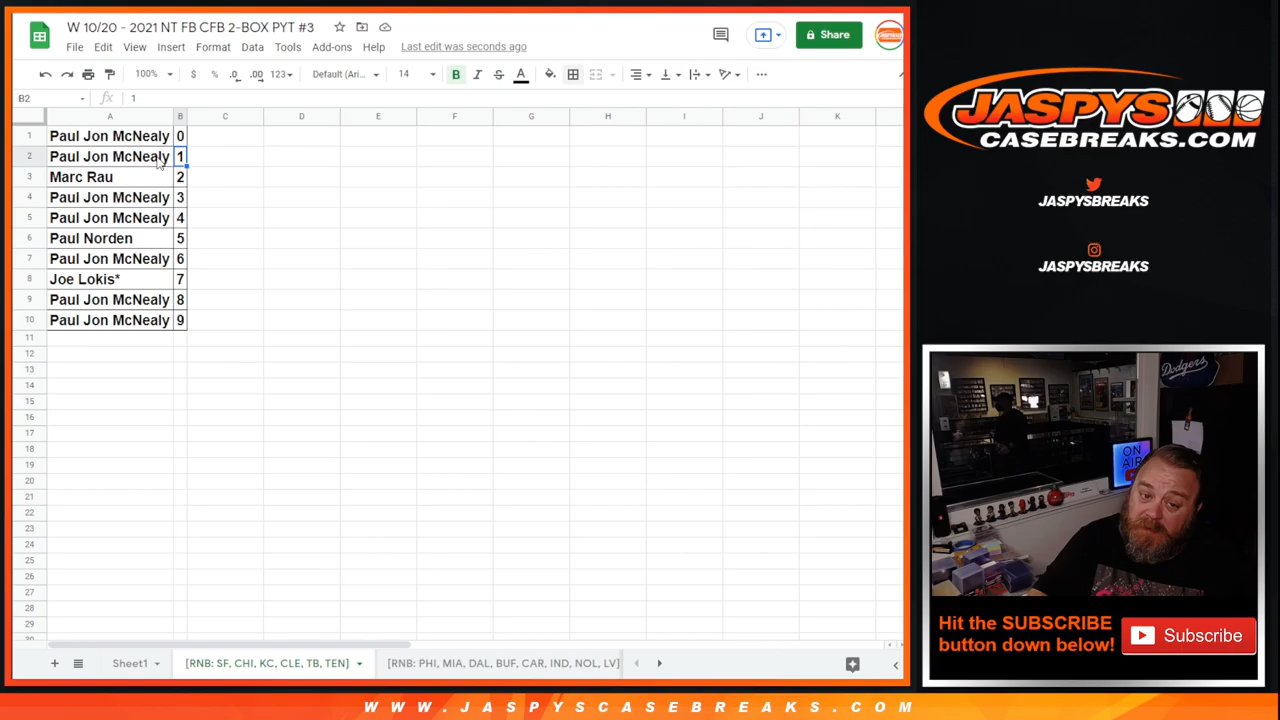 W 10/20 - 2021 NT FB CFB 2-BOX PYT #3
File Edit View Insert Format Data Tools Add-ons Help Last edit was seconds ago
Share
100% $ % .0 .00 123 Default (Ari... 14 B I S A
B2 fx 1
A B C D E F G H I J K
1 Paul Jon McNealy 0
2 Paul Jon McNealy 1
3 Marc Rau 2
4 Paul Jon McNealy 3
5 Paul Jon McNealy 4
6 Paul Norden 5
7 Paul Jon McNealy 6
8 Joe Lokis* 7
9 Paul Jon McNealy 8
10 Paul Jon McNealy 9
11
12
13
14
15
16
17
18
19
20
21
22
23
24
25
26
27
28
29
Sheet1 [RNB: SF, CHI, KC, CLE, TB, TEN] [RNB: PHI, MIA, DAL, BUF, CAR, IND, NOL, LV]
JASPYS
CASEBREAKS.COM
JASPYSBREAKS
JASPYSBREAKS
Dodgers
ON
AIR
Hit the SUBSCRIBE
button down below!
Subscribe
WWW.JASPYSCASEBREAKS.COM